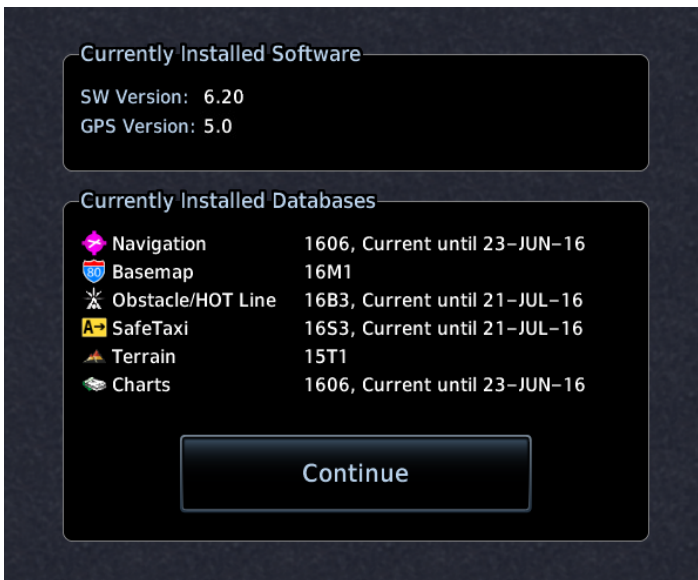 Currently Installed Software
SW Version: 6.20
GPS Version: 5.0
Currently Installed Databases
Navigation 1606, Current until 23-JUN-16
80 Basemap 16M1
Obstacle/HOT Line 16B3, Current until 21-JUL-16
A→ SafeTaxi 16S3, Current until 21-JUL-16
Terrain 15T1
Charts 1606, Current until 23-JUN-16
Continue